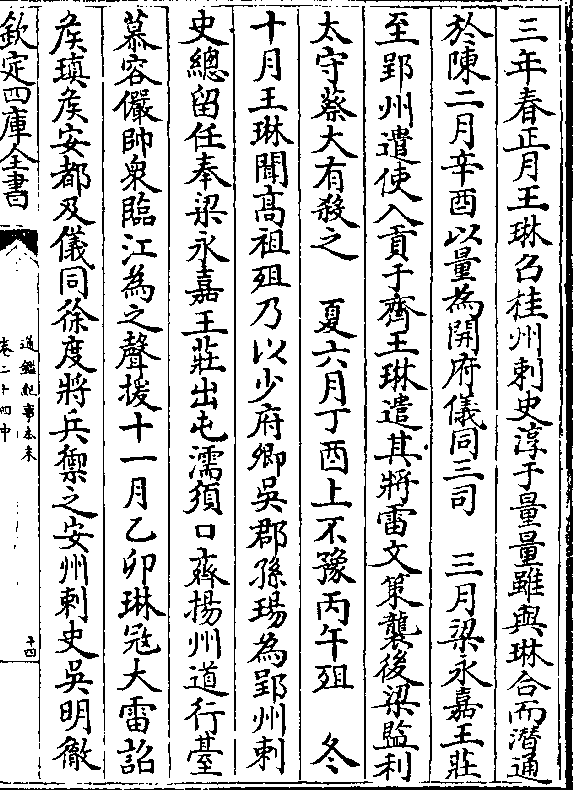 三年春正月王琳召桂州刺史淳于量量雖與琳合而潛通
於陳二月辛酉以量為開府儀同三司　三月梁永嘉王莊
至郢州遣使入貢于齊王琳遣其將雷文策襲後梁監利
太守蔡大有殺之　夏六月丁酉上不豫丙午殂　冬
十月王琳聞高祖殂乃以少府卿吳郡孫瑒為郢州刺
史總留任奉梁永嘉王莊出屯濡須口齊揚州道行臺
慕容儼帥衆臨江為之聲援十一月乙卯琳冦大雷詔
矦瑱矦安都及儀同徐度將兵禦之安州刺史吳明徹
欽定四庫全書
通鑑紀事本末
卷二十四中
十四